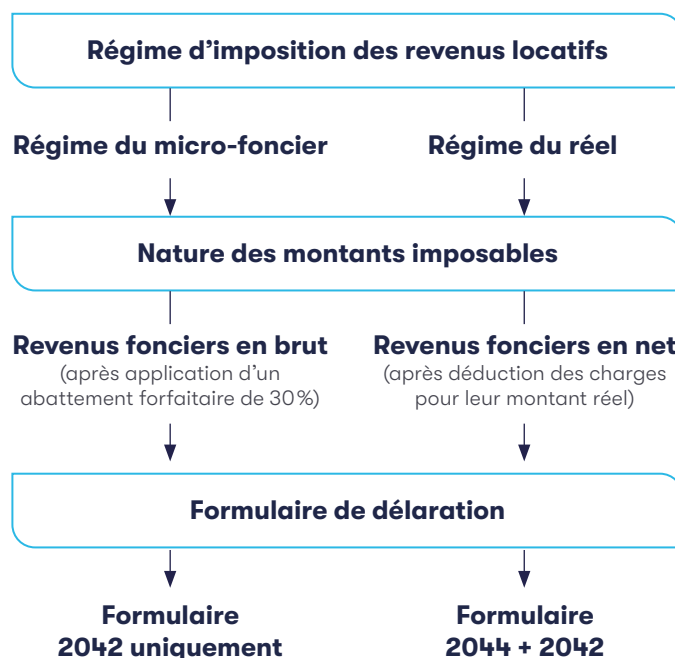 Régime d’imposition des revenus locatifs
Régime du micro-foncier
Régime du réel
Nature des montants imposables
Revenus fonciers en brut
(après application d’un
abattement forfaitaire de 30%)
Revenus fonciers en net
(après déduction des charges
pour leur montant réel)
Formulaire de délaration
Formulaire
2042 uniquement
Formulaire
2044 + 2042